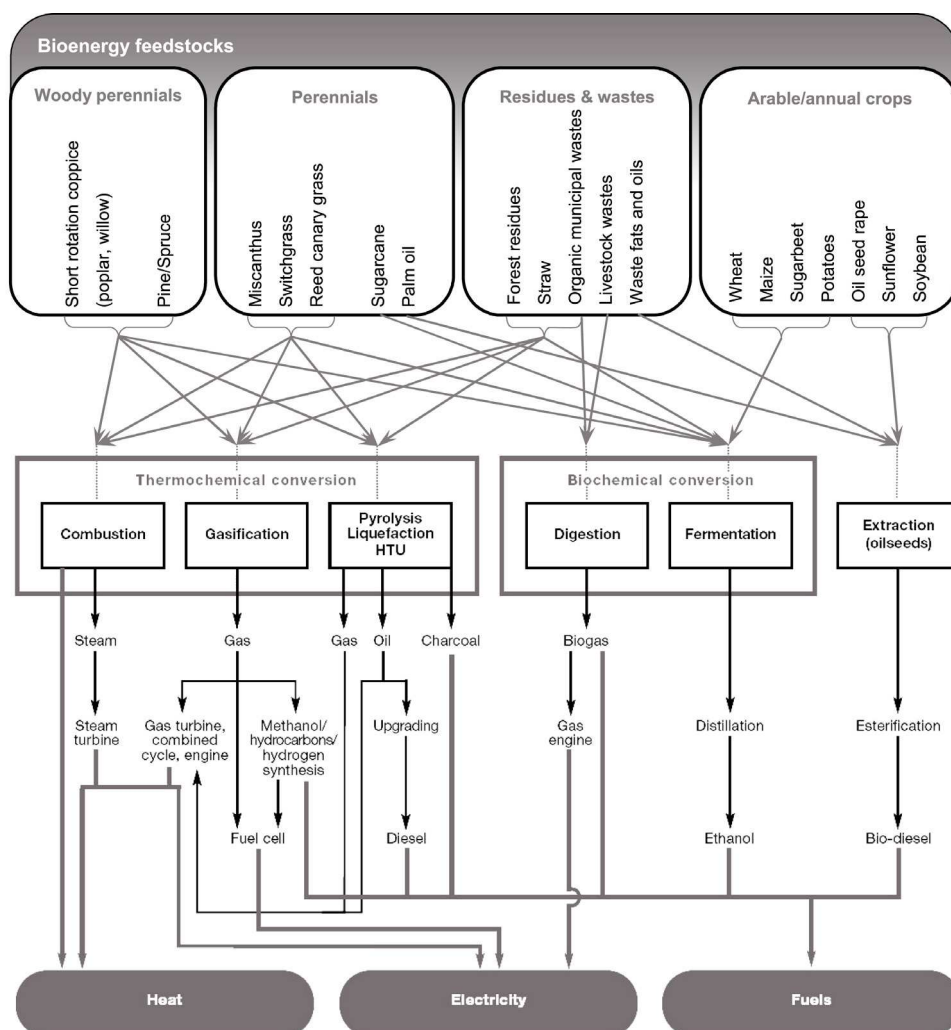 Bioenergy feedstocks
Woody perennials
Perennials
Residues & wastes
Arable/annual crops
Short rotation coppice
(poplar, willow)
Pine/Spruce
Miscanthus
Switchgrass
Reed canary grass
Sugarcane
Palm oil
Forest residues
Straw
Organic municipal wastes
Livestock wastes
Waste fats and oils
Wheat
Maize
Sugarbeet
Potatoes
Oil seed rape
Sunflower
Soybean
Thermochemical conversion
Biochemical conversion
Combustion
Gasification
Pyrolysis
Liquefaction
HTU
Digestion
Fermentation
Extraction
(oilseeds)
Steam
Gas
Gas
Oil
Charcoal
Biogas
Steam
turbine
Gas turbine,
combined
cycle, engine
Methanol/
hydrocarbons/
hydrogen
synthesis
Upgrading
Gas
engine
Distillation
Esterification
Fuel cell
Diesel
Ethanol
Bio-diesel
Heat
Electricity
Fuels